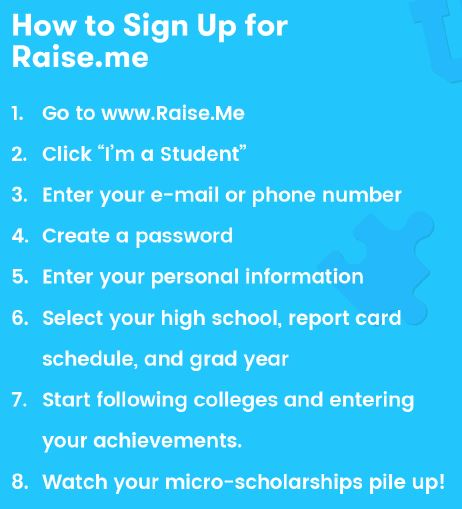 How to Sign Up for
Raise.me
1. Go to www.Raise.Me
2. Click “I’m a Student”
3. Enter your e-mail or phone number
4. Create a password
5. Enter your personal information
6. Select your high school, report card
schedule, and grad year
7. Start following colleges and entering
your achievements.
8. Watch your micro-scholarships pile up!